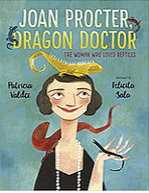 JOAN PROCTER,
DRAGON DOCTOR
THE WOMAN WHO LOVED REPTILES
Patricia
Valdez
illustrated by
Felicita
Sala